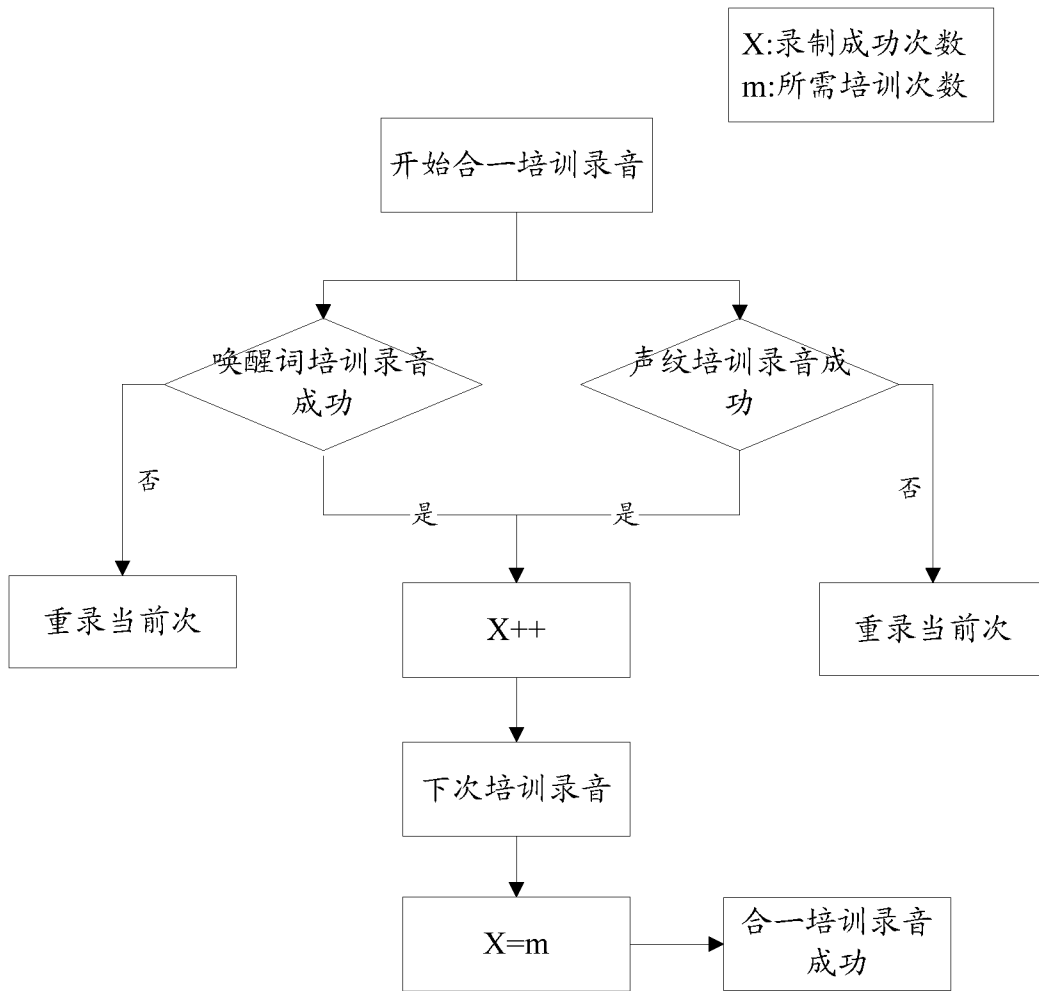 X:录制成功次数
m:所需培训次数
开始合一培训录音
唤醒词培训录音
成功
声纹培训录音成
功
否
是
是
否
重录当前次
X++
重录当前次
下次培训录音
X=m
合一培训录音
成功